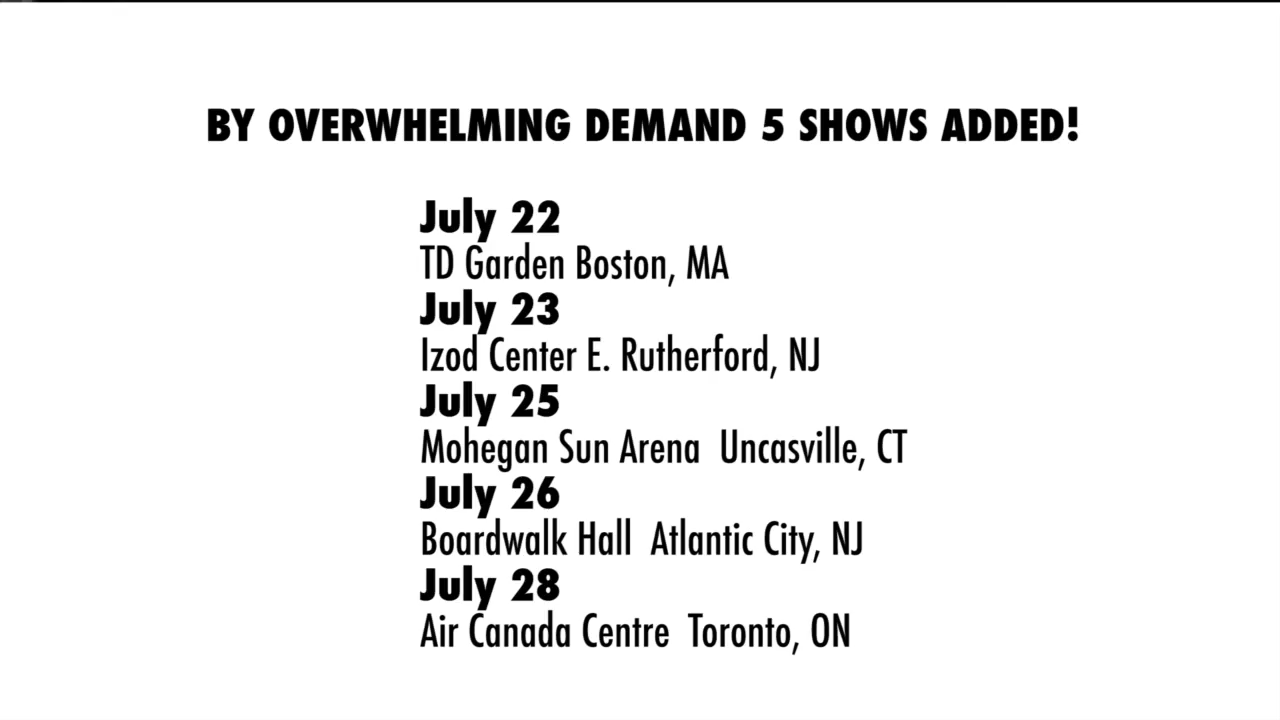 BY OVERWHELMING DEMAND 5 SHOWS ADDED!
July 22
TD Garden Boston, MA
July 23
Izod Center E. Rutherford, NJ
July 25
Mohegan Sun Arena  Uncasville, CT
July 26
Boardwalk Hall  Atlantic City, NJ
July 28
Air Canada Centre  Toronto, ON